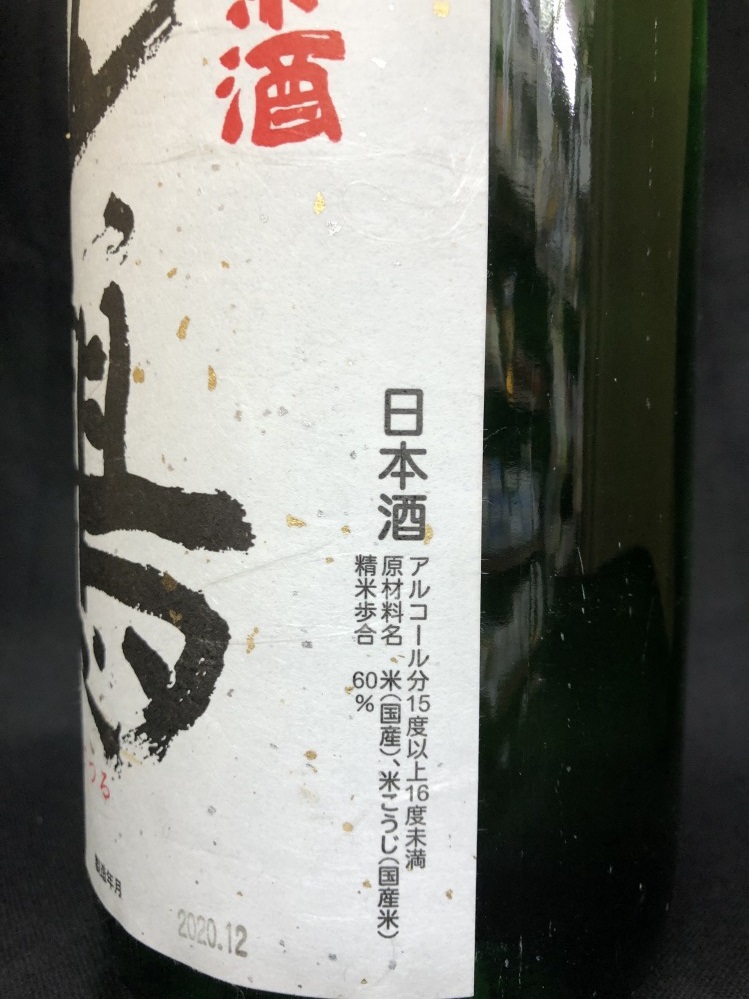 米酒
日本酒
アルコール分15度以上16度未満
原材料名　米(国産)、米こうじ(国産米)
精米歩合　60%
うる
製造年月
2020.12